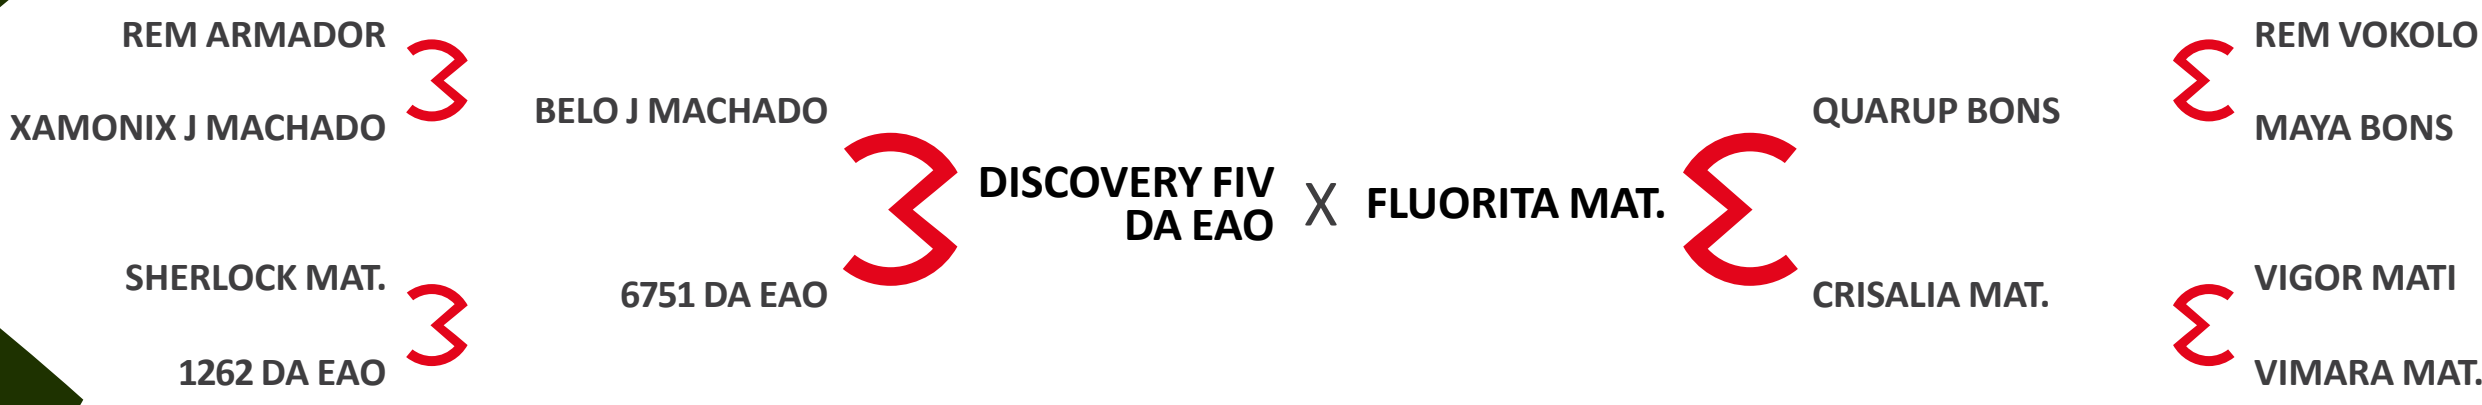 REM ARMADOR
XAMONIX J MACHADO
BELO J MACHADO
SHERLOCK MAT.
1262 DA EAO
6751 DA EAO
DISCOVERY FIV
DA EAO
X
FLUORITA MAT.
QUARUP BONS
CRISALIA MAT.
REM VOKOLO
MAYA BONS
VIGOR MATI
VIMARA MAT.